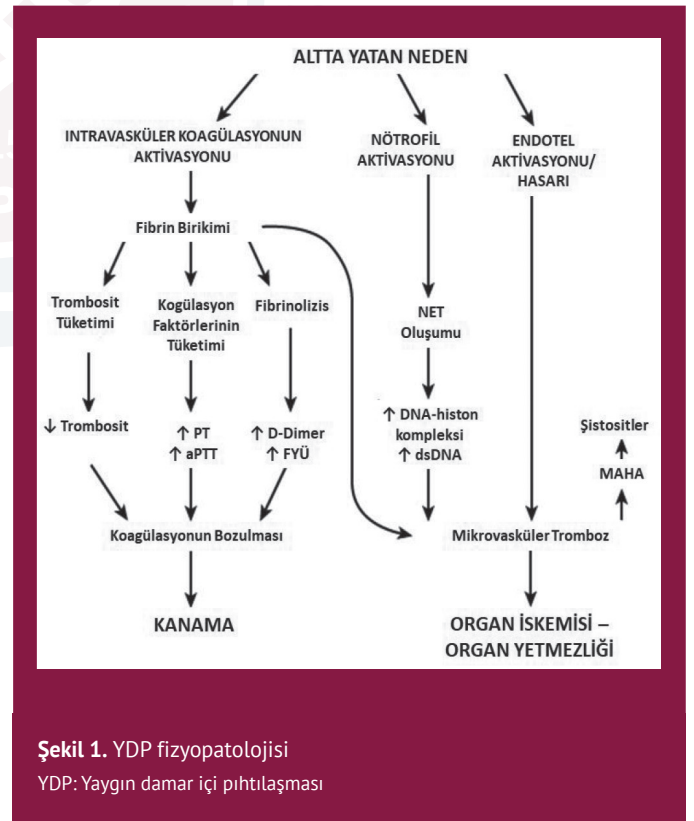 ALTTA YATAN NEDEN
INTRAVASKÜLER KOAGÜLASYONUN
AKTİVASYONU
NÖTROFİL
AKTİVASYONU
ENDOTEL
AKTİVASYONU/
HASARI
Fibrin Birikimi
Trombosit
Tüketimi
Kogülasyon
Faktörlerinin
Tüketimi
Fibrinolizis
NET
Oluşumu
↓ Trombosit
↑ PT
↑ aPTT
↑ D-Dimer
↑ FYÜ
↑ DNA-histon
kompleksi
↑ dsDNA
Şistositler
MAHA
Koagülasyonun Bozulması
Mikrovasküler Tromboz
KANAMA
ORGAN İSKEMİSİ –
ORGAN YETMEZLİĞİ
Şekil 1. YDP fizyopatolojisi
YDP: Yaygın damar içi pıhtılaşması